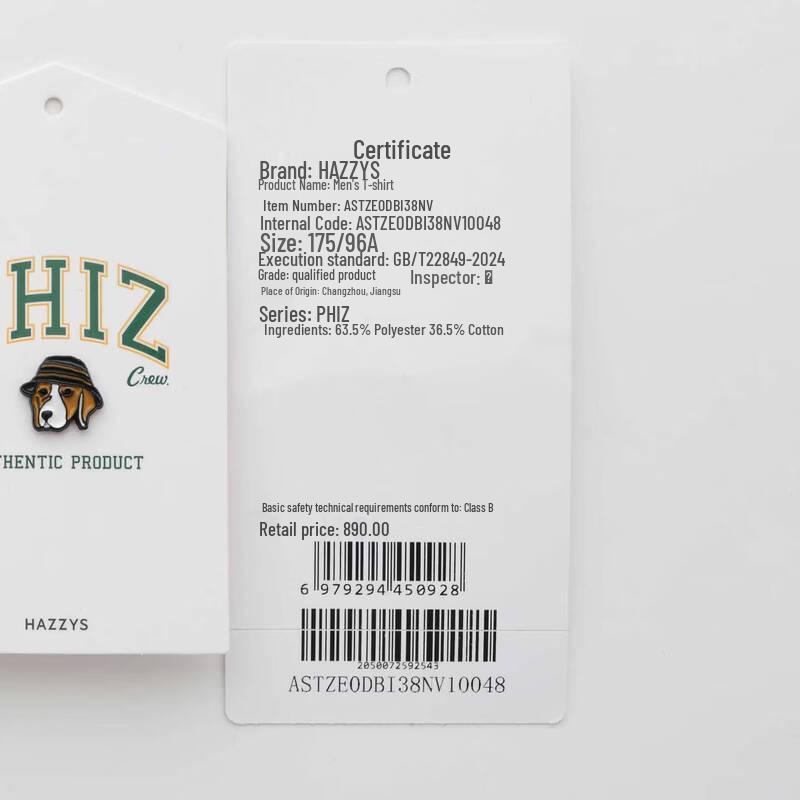 HIZ
Crew.
THENTIC PRODUCT
HAZZYS
Certificate
Brand: HAZZYS
Product Name: Men's T-shirt
Item Number: ASTZE0DBI38NV
Internal Code: ASTZE0DBI38NV10048
Size: 175/96A
Execution standard: GB/T22849-2024
Grade: qualified product Inspector:
Place of Origin: Changzhou, Jiangsu
Series: PHIZ
Ingredients: 63.5% Polyester 36.5% Cotton
Basic safety technical requirements conform to: Class B
Retail price: 890.00
6 979294 450928
2050072592543
ASTZE0DBI38NV10048